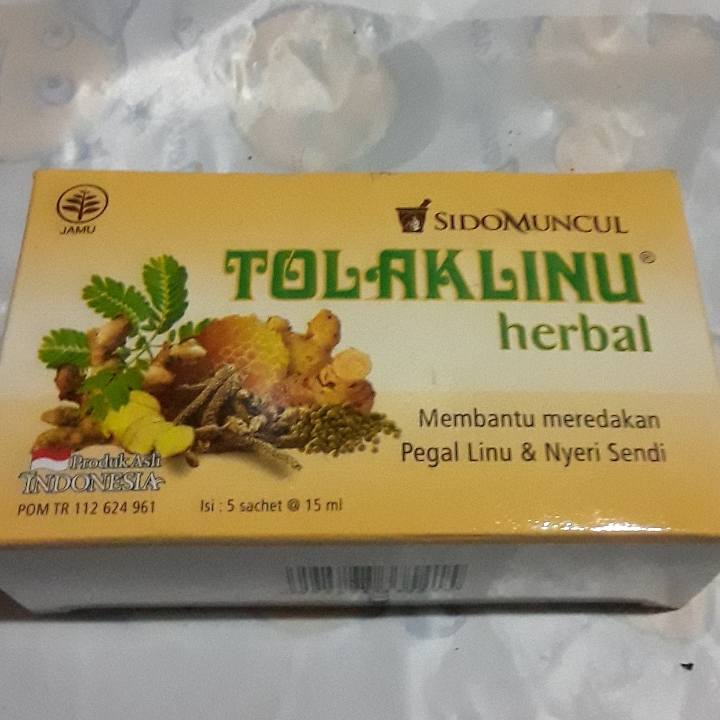 JAMU
SIDOMUNCUL
TOLAKLINU®
herbal
Membantu meredakan
Pegal Linu & Nyeri Sendi
Produk Asli
INDONESIA
POM TR 112 624 961
Isi : 5 sachet @ 15 ml